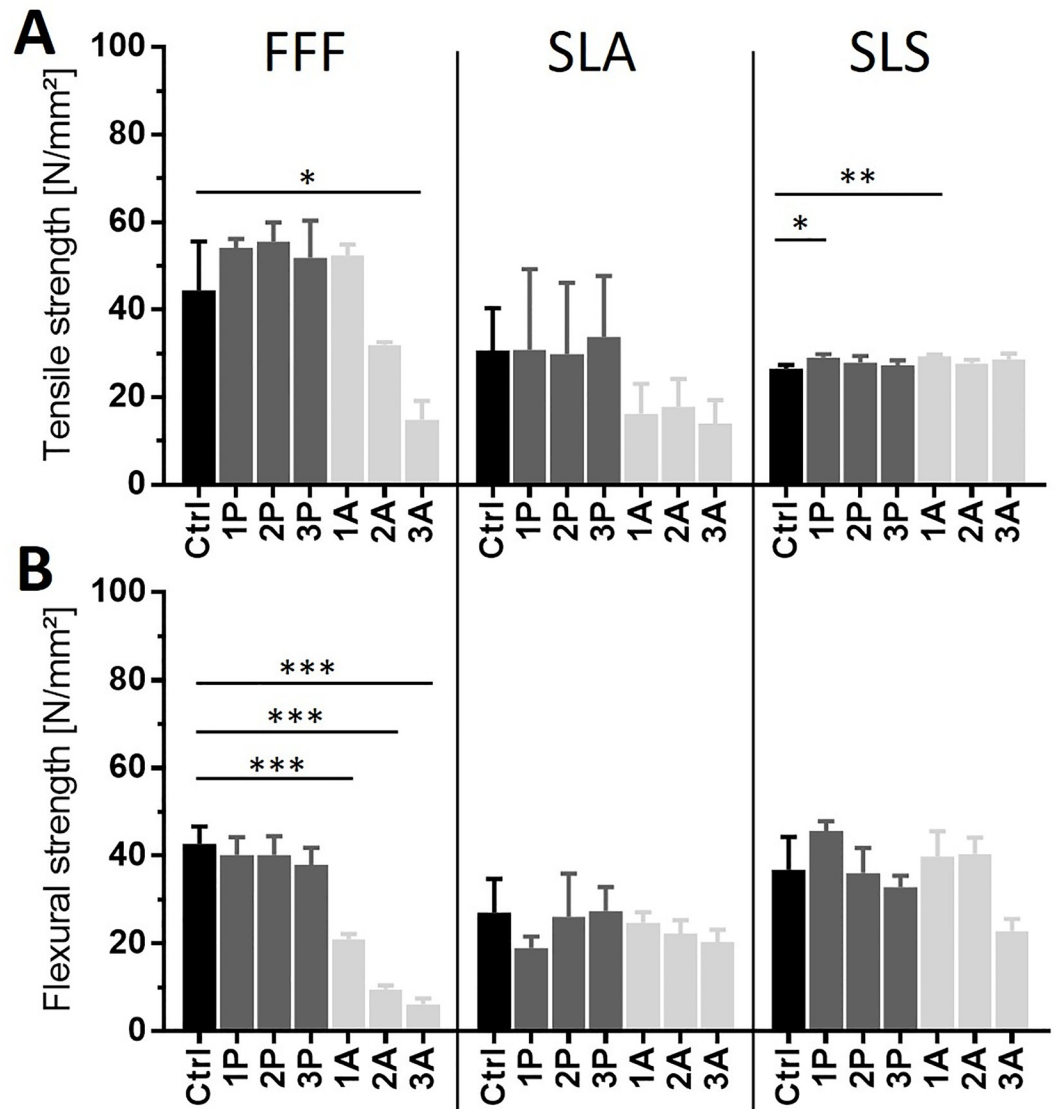 A
FFF SLA SLS
Tensile strength [N/mm²]
100
80
60
40
20
0
*
**
*
Ctrl 1P 2P 3P 1A 2A 3A Ctrl 1P 2P 3P 1A 2A 3A Ctrl 1P 2P 3P 1A 2A 3A
B
Flexural strength [N/mm²]
100
80
60
40
20
0
***
***
***
Ctrl 1P 2P 3P 1A 2A 3A Ctrl 1P 2P 3P 1A 2A 3A Ctrl 1P 2P 3P 1A 2A 3A